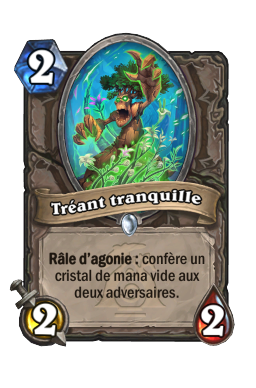 2
Tréant tranquille
Râle d'agonie : confère un
cristal de mana vide aux
deux adversaires.
2
2